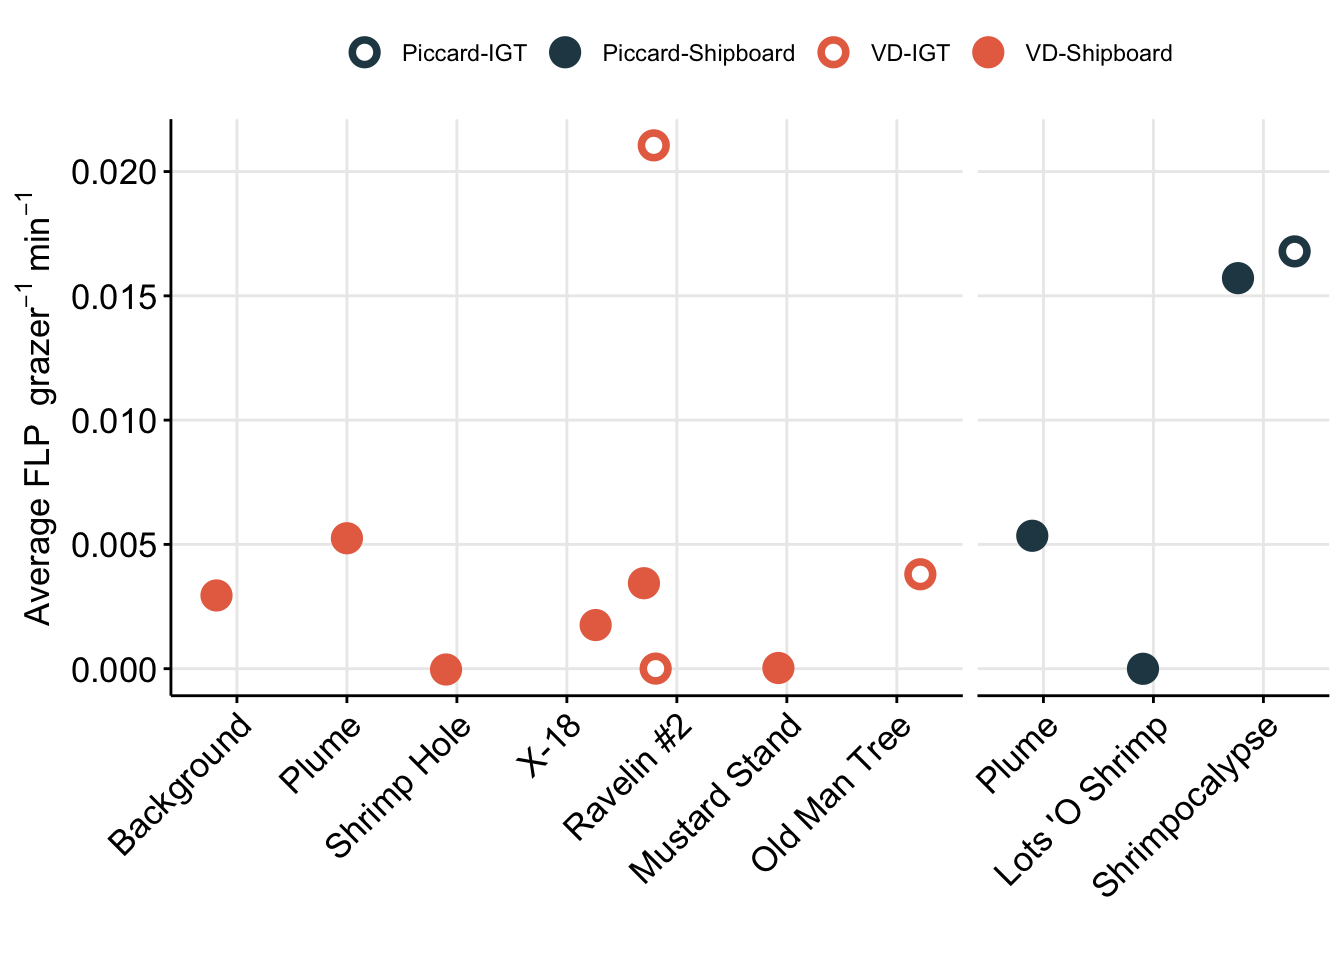 Piccard-IGT Piccard-Shipboard VD-IGT VD-Shipboard
Average FLP grazer⁻¹ min⁻¹
0.020
0.015
0.010
0.005
0.000
Background
Plume
Shrimp Hole
X-18
Ravelin #2
Mustard Stand
Old Man Tree
Plume
Lots 'O Shrimp
Shrimpocalypse